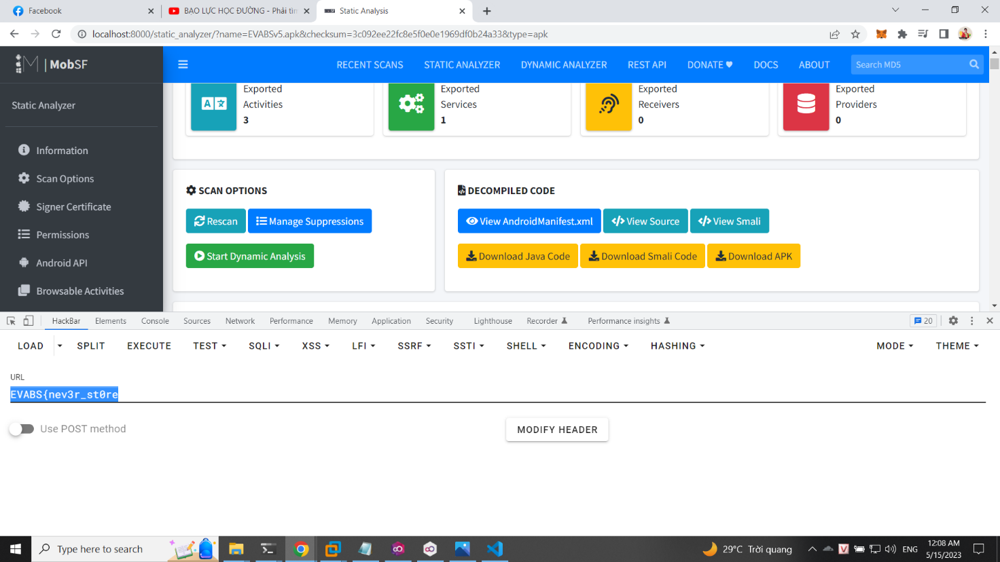 Facebook
BẠO LỰC HỌC ĐƯỜNG - Phải tìm
Static Analysis
localhost:8000/static_analyzer/?name=EVABSv5.apk&checksum=3c092ee22fc8e5f0e0e1969df0b24a33&type=apk
M | MobSF
RECENT SCANS STATIC ANALYZER DYNAMIC ANALYZER REST API DONATE ♥ DOCS ABOUT Search MD5
Static Analyzer
Information
Scan Options
Signer Certificate
Permissions
Android API
Browsable Activities
Exported
Activities
3
Exported
Services
1
Exported
Receivers
0
Exported
Providers
0
SCAN OPTIONS
Rescan Manage Suppressions
Start Dynamic Analysis
DECOMPILED CODE
View AndroidManifest.xml View Source View Smali
Download Java Code Download Smali Code Download APK
HackBar Elements Console Sources Network Performance Memory Application Security Lighthouse Recorder Performance insights 20
LOAD SPLIT EXECUTE TEST SQLI XSS LFI SSRF SSTI SHELL ENCODING HASHING MODE THEME
URL
EVABS{nev3r_st0re
Use POST method
MODIFY HEADER
Type here to search
29°C Trời quang
ENG
12:08 AM
5/15/2023